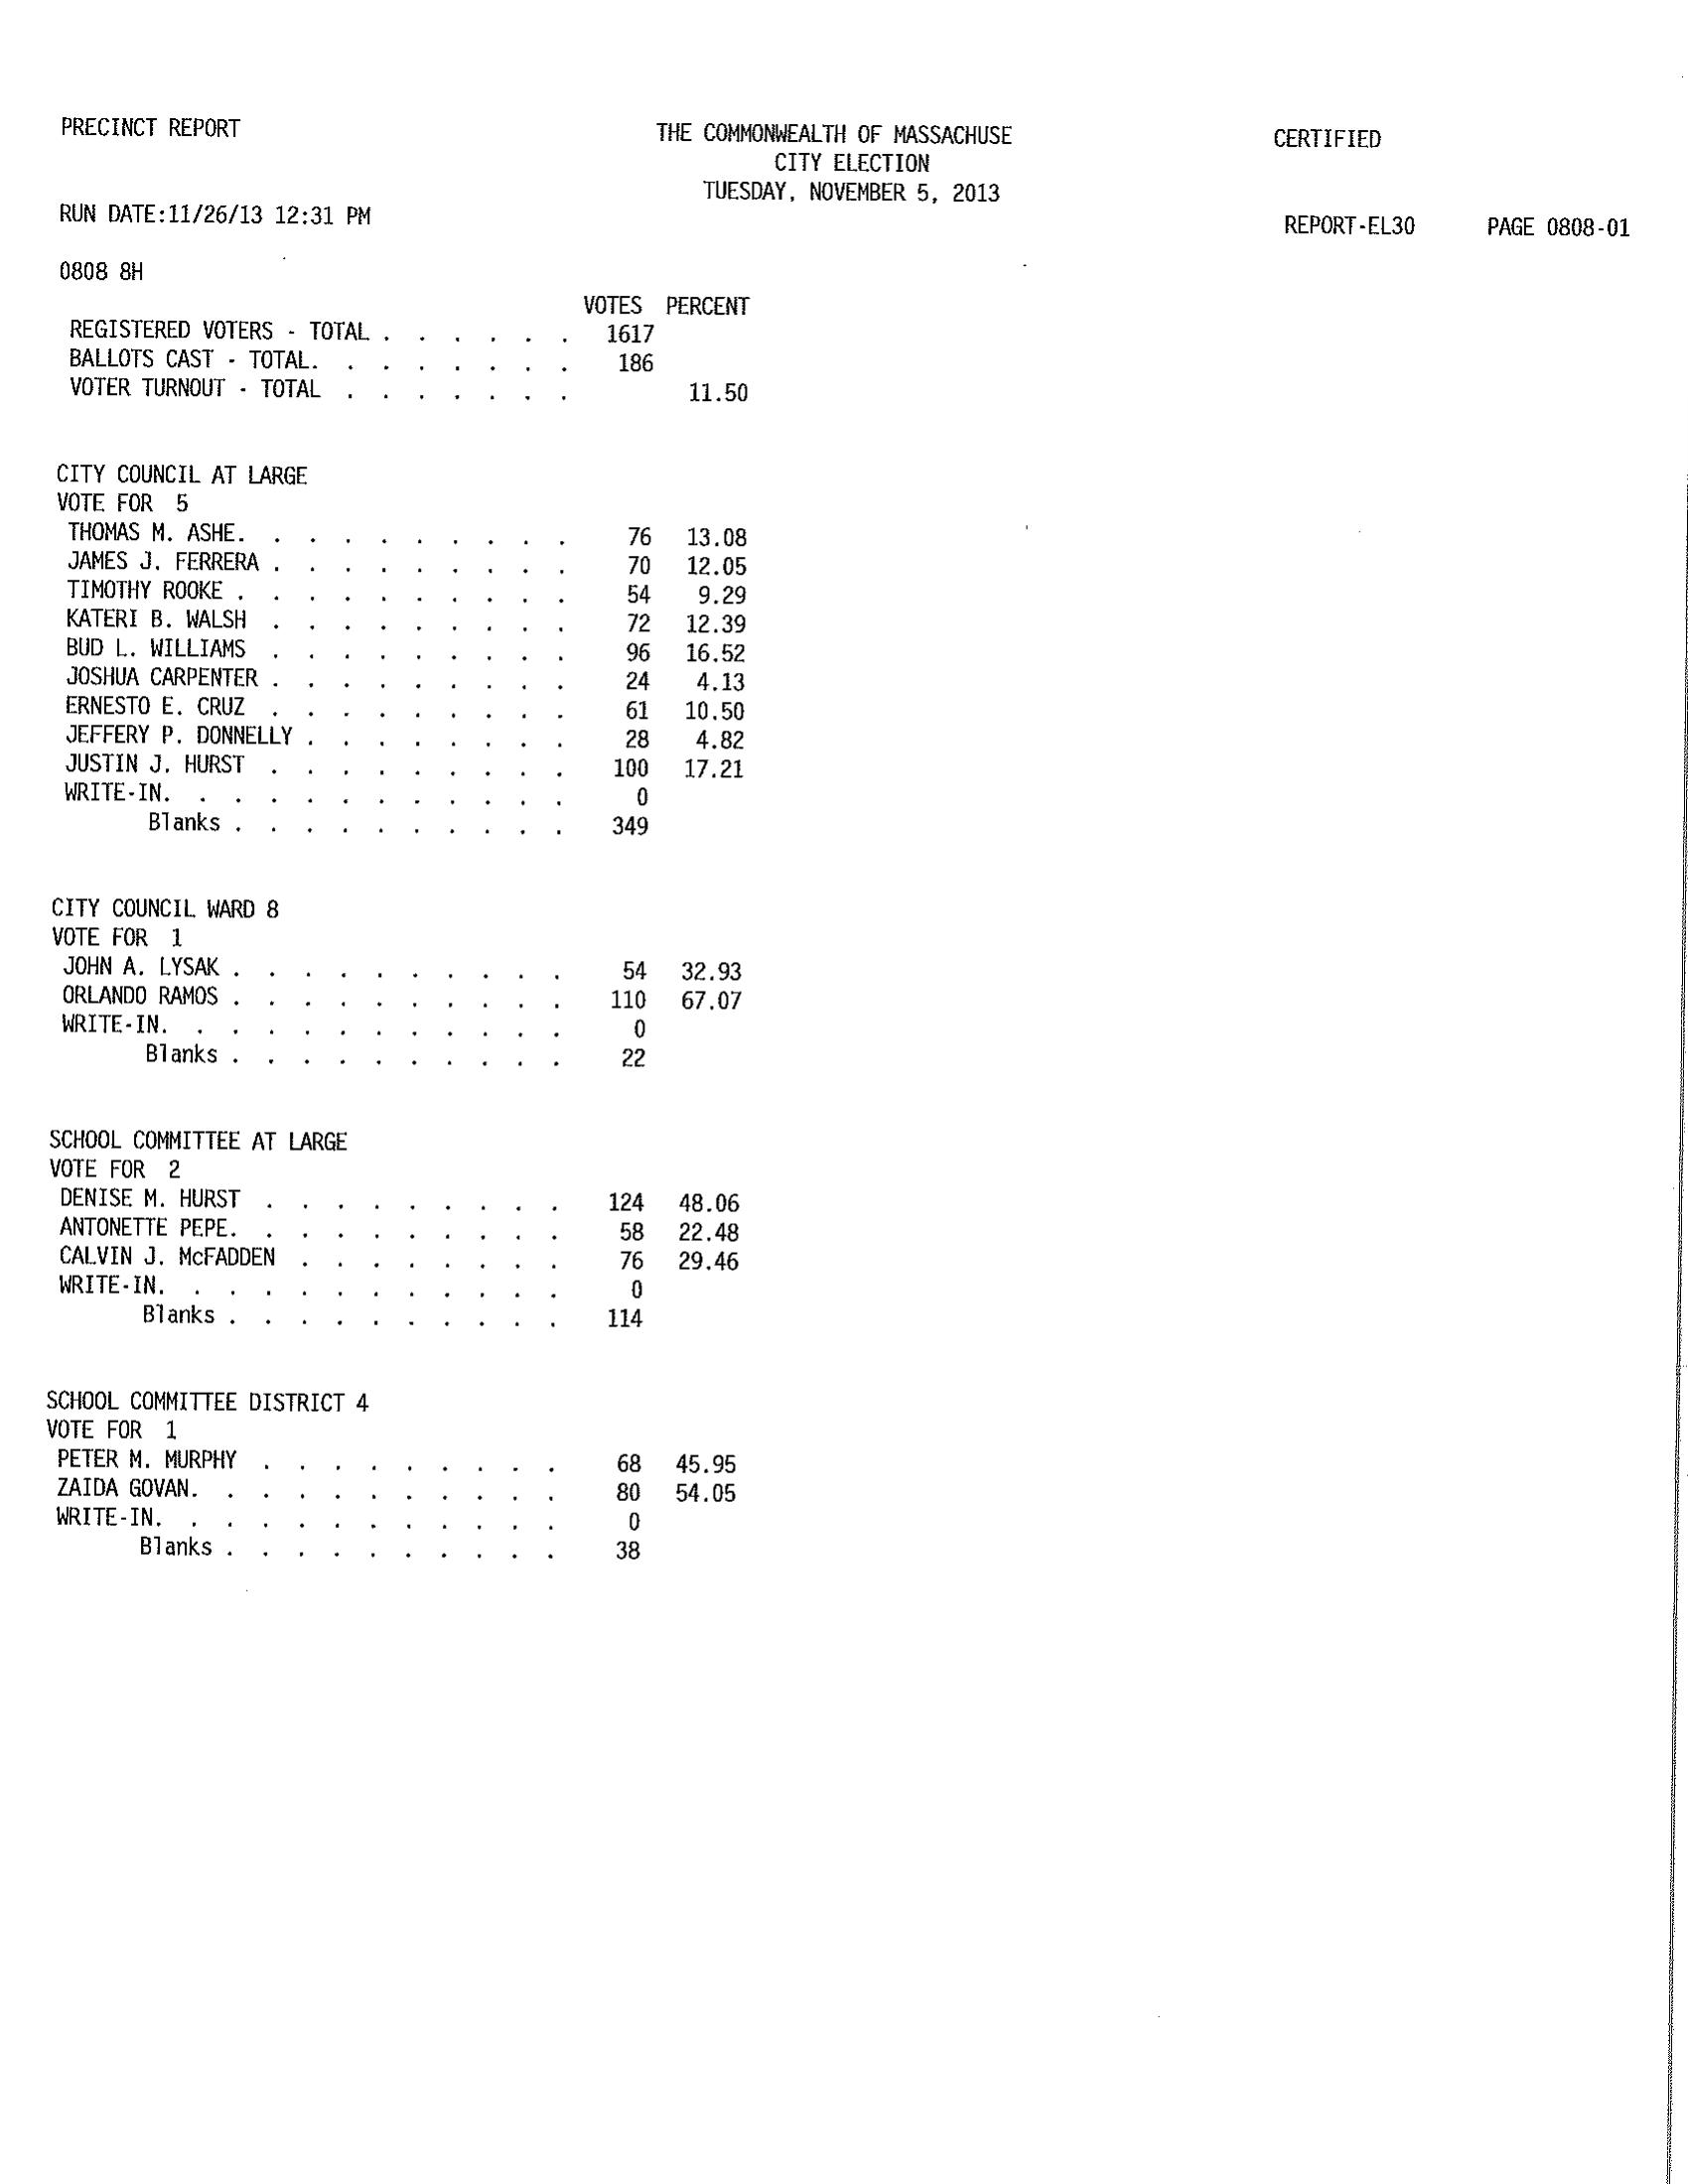 PRECINCT REPORT
THE COMMONWEALTH OF MASSACHUSE
CERTIFIED
CITY ELECTION
TUESDAY, NOVEMBER 5, 2013
RUN DATE:11/26/13 12:31 PM
REPORT-EL30 PAGE 0808-01
0808 8H
VOTES PERCENT
REGISTERED VOTERS - TOTAL . . . . . . 1617
BALLOTS CAST - TOTAL. . . . . . . . 186
VOTER TURNOUT - TOTAL . . . . . . . 11.50
CITY COUNCIL AT LARGE
VOTE FOR 5
THOMAS M. ASHE. . . . . . . . . . 76 13.08
JAMES J. FERRERA . . . . . . . . . 70 12.05
TIMOTHY ROOKE . . . . . . . . . . 54 9.29
KATERI B. WALSH . . . . . . . . . 72 12.39
BUD L. WILLIAMS . . . . . . . . . 96 16.52
JOSHUA CARPENTER . . . . . . . . . 24 4.13
ERNESTO E. CRUZ . . . . . . . . . 61 10.50
JEFFERY P. DONNELLY . . . . . . . . 28 4.82
JUSTIN J. HURST . . . . . . . . . 100 17.21
WRITE-IN. . . . . . . . . . . . 0
Blanks . . . . . . . . . . 349
CITY COUNCIL WARD 8
VOTE FOR 1
JOHN A. LYSAK . . . . . . . . . . 54 32.93
ORLANDO RAMOS . . . . . . . . . . 110 67.07
WRITE-IN. . . . . . . . . . . . 0
Blanks . . . . . . . . . . 22
SCHOOL COMMITTEE AT LARGE
VOTE FOR 2
DENISE M. HURST . . . . . . . . . 124 48.06
ANTONETTE PEPE. . . . . . . . . . 58 22.48
CALVIN J. McFADDEN . . . . . . . . 76 29.46
WRITE-IN. . . . . . . . . . . . 0
Blanks . . . . . . . . . . 114
SCHOOL COMMITTEE DISTRICT 4
VOTE FOR 1
PETER M. MURPHY . . . . . . . . . 68 45.95
ZAIDA GOVAN. . . . . . . . . . . 80 54.05
WRITE-IN. . . . . . . . . . . . 0
Blanks . . . . . . . . . . 38